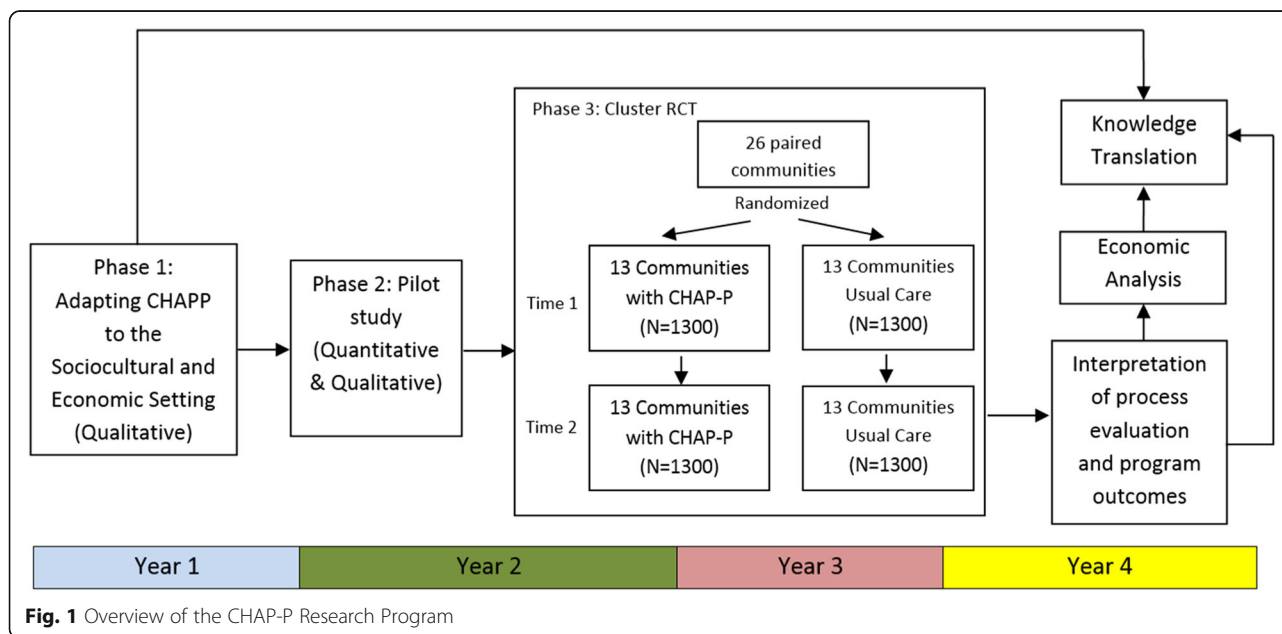 Phase 1:
Adapting CHAPP
to the
Sociocultural and
Economic Setting
(Qualitative)
Phase 2: Pilot
study
(Quantitative
& Qualitative)
Phase 3: Cluster RCT
26 paired
communities
Randomized
Time 1
13 Communities
with CHAP-P
(N=1300)
13 Communities
Usual Care
(N=1300)
Time 2
13 Communities
with CHAP-P
(N=1300)
13 Communities
Usual Care
(N=1300)
Knowledge
Translation
Economic
Analysis
Interpretation
of process
evaluation
and program
outcomes
Year 1
Year 2
Year 3
Year 4
Fig. 1 Overview of the CHAP-P Research Program